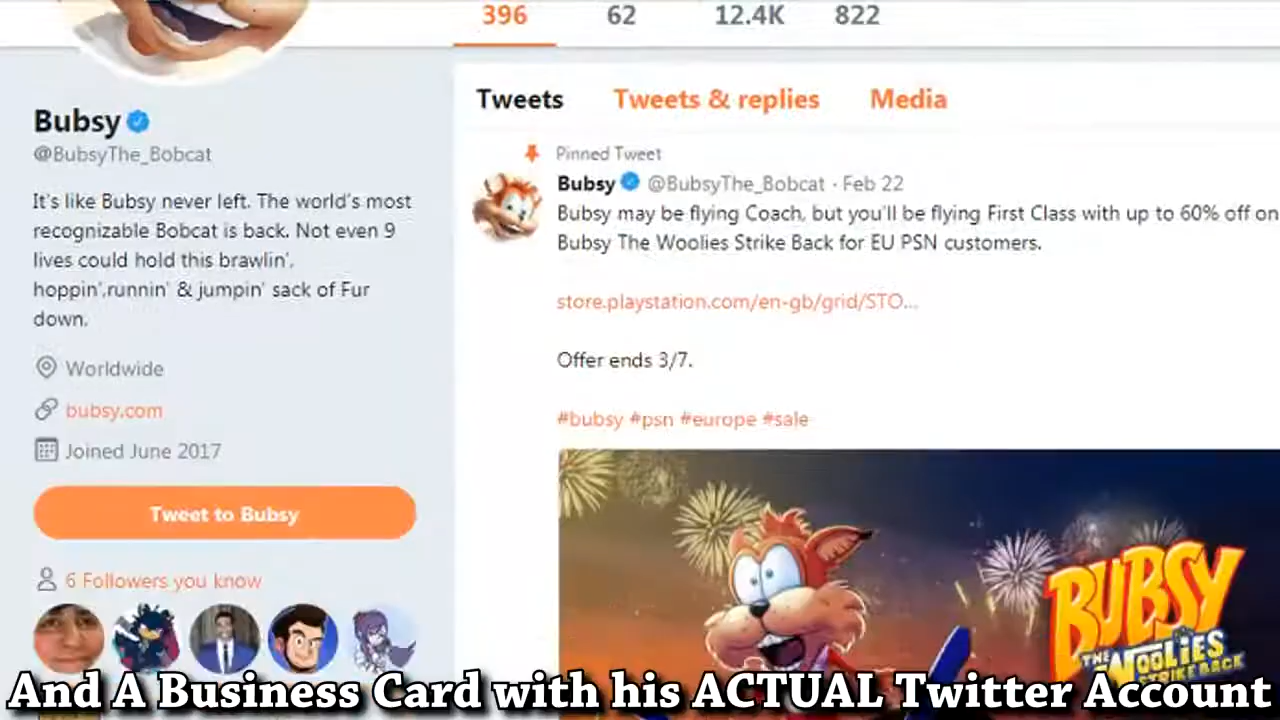 396 62 12.4K 822
Bubsy
@BubsyThe_Bobcat
It's like Bubsy never left. The world's most
recognizable Bobcat is back. Not even 9
lives could hold this brawlin',
hoppin',runnin' & jumpin' sack of Fur
down.
Worldwide
bubsy.com
Joined June 2017
Tweet to Bubsy
6 Followers you know
Tweets Tweets & replies Media
Pinned Tweet
Bubsy @BubsyThe_Bobcat · Feb 22
Bubsy may be flying Coach, but you'll be flying First Class with up to 60% off on
Bubsy The Woolies Strike Back for EU PSN customers.
store.playstation.com/en-gb/grid/STO...
Offer ends 3/7.
#bubsy #psn #europe #sale
BUBSY
THE WOOLIES
STRIKE BACK
And A Business Card with his ACTUAL Twitter Account